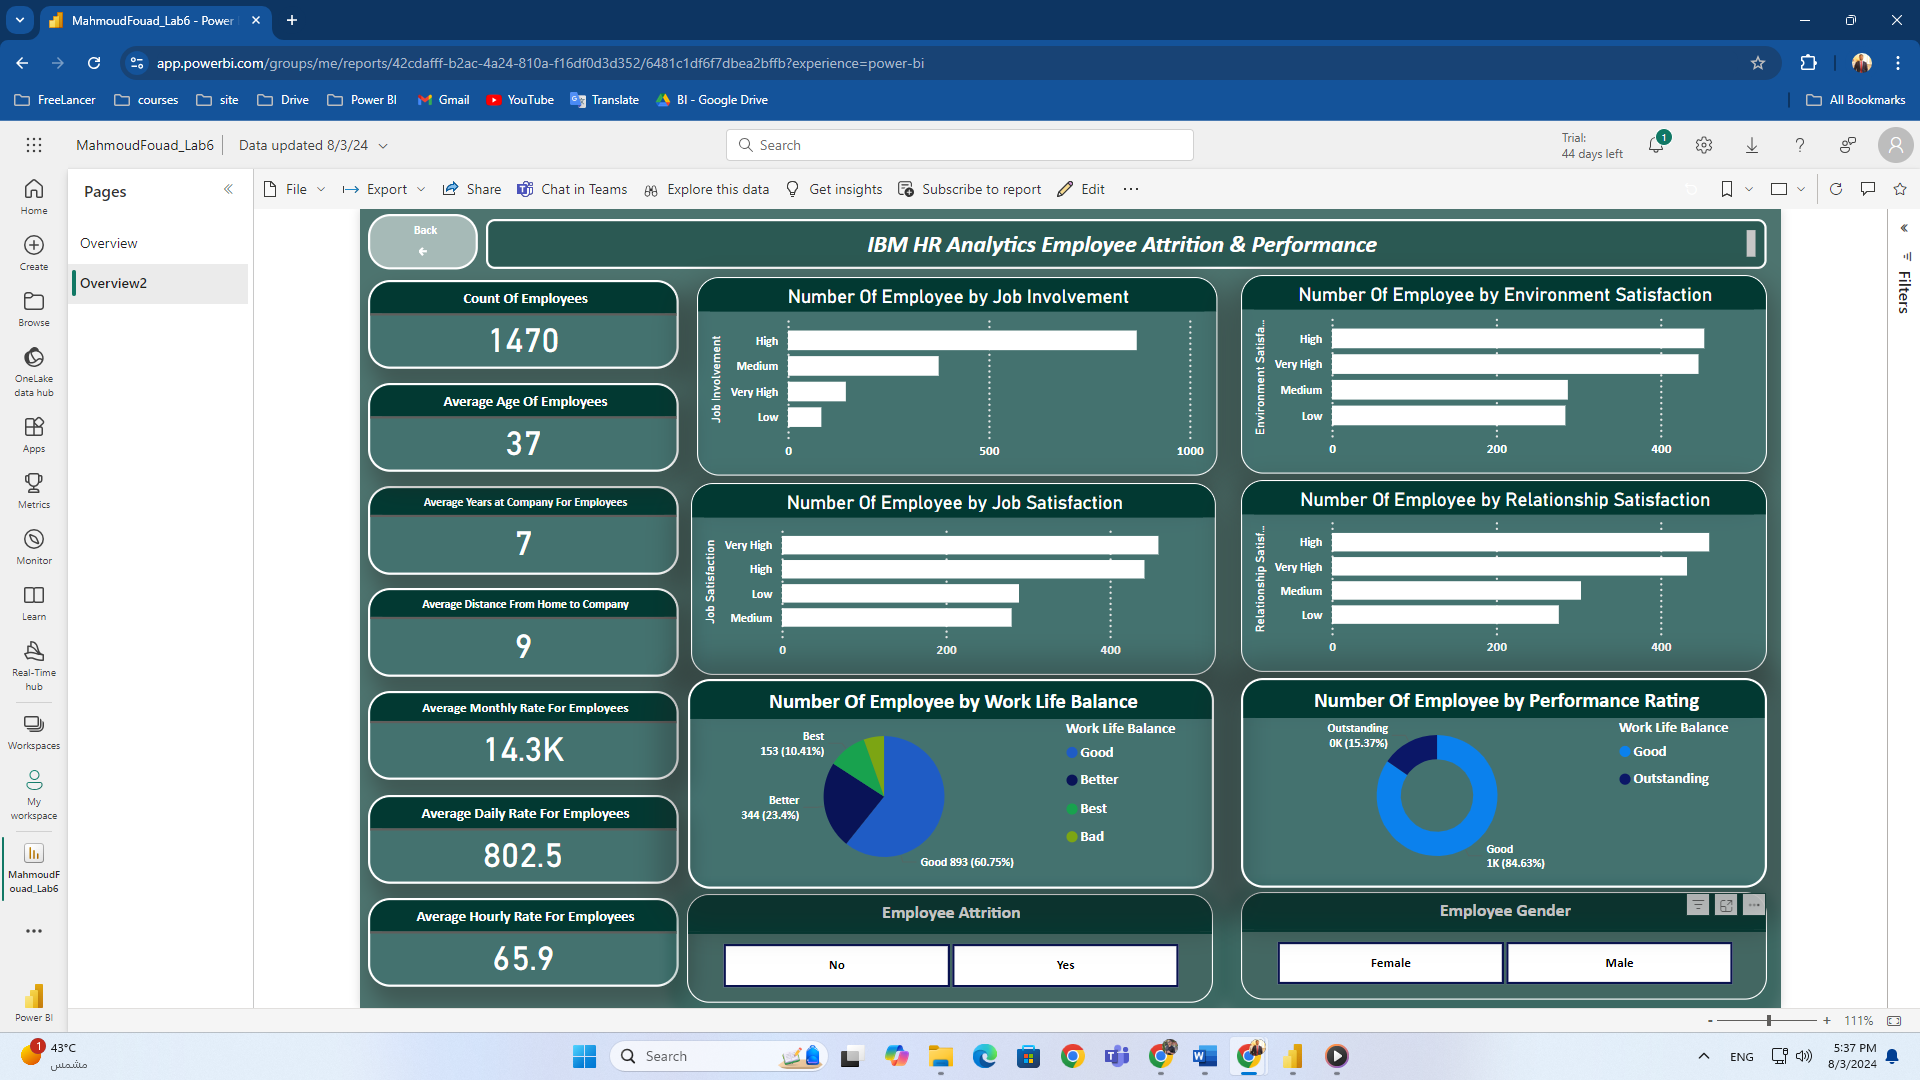 MahmoudFouad_Lab6 - Power
app.powerbi.com/groups/me/reports/42cdafff-b2ac-4a24-810a-f16df0d3d352/6481c1df6f7dbea2bffb?experience=power-bi
FreeLancer courses site Drive Power BI Gmail YouTube Translate BI - Google Drive All Bookmarks
MahmoudFouad_Lab6 Data updated 8/3/24 Search
Trial:
44 days left
1
Pages
File Export Share Chat in Teams Explore this data Get insights Subscribe to report Edit
Home
Create
Browse
OneLake
data hub
Apps
Metrics
Monitor
Learn
Real-Time
hub
Workspaces
My
workspace
MahmoudF
ouad_Lab6
Power BI
Overview
Overview2
Back
IBM HR Analytics Employee Attrition & Performance
Filters
Count Of Employees
1470
Average Age Of Employees
37
Average Years at Company For Employees
7
Average Distance From Home to Company
9
Average Monthly Rate For Employees
14.3K
Average Daily Rate For Employees
802.5
Average Hourly Rate For Employees
65.9
Number Of Employee by Job Involvement
Job Involvement
High
Medium
Very High
Low
0 500 1000
Number Of Employee by Environment Satisfaction
Environment Satisfa...
High
Very High
Medium
Low
0 200 400
Number Of Employee by Job Satisfaction
Job Satisfaction
Very High
High
Low
Medium
0 200 400
Number Of Employee by Relationship Satisfaction
Relationship Satisf...
High
Very High
Medium
Low
0 200 400
Number Of Employee by Work Life Balance
Best
153 (10.41%)
Better
344 (23.4%)
Good 893 (60.75%)
Work Life Balance
Good
Better
Best
Bad
Number Of Employee by Performance Rating
Outstanding
0K (15.37%)
Good
1K (84.63%)
Work Life Balance
Good
Outstanding
Employee Attrition
No Yes
Employee Gender
Female Male
- + 111%
1
43°C
مشمس
Search
ENG
5:37 PM
8/3/2024